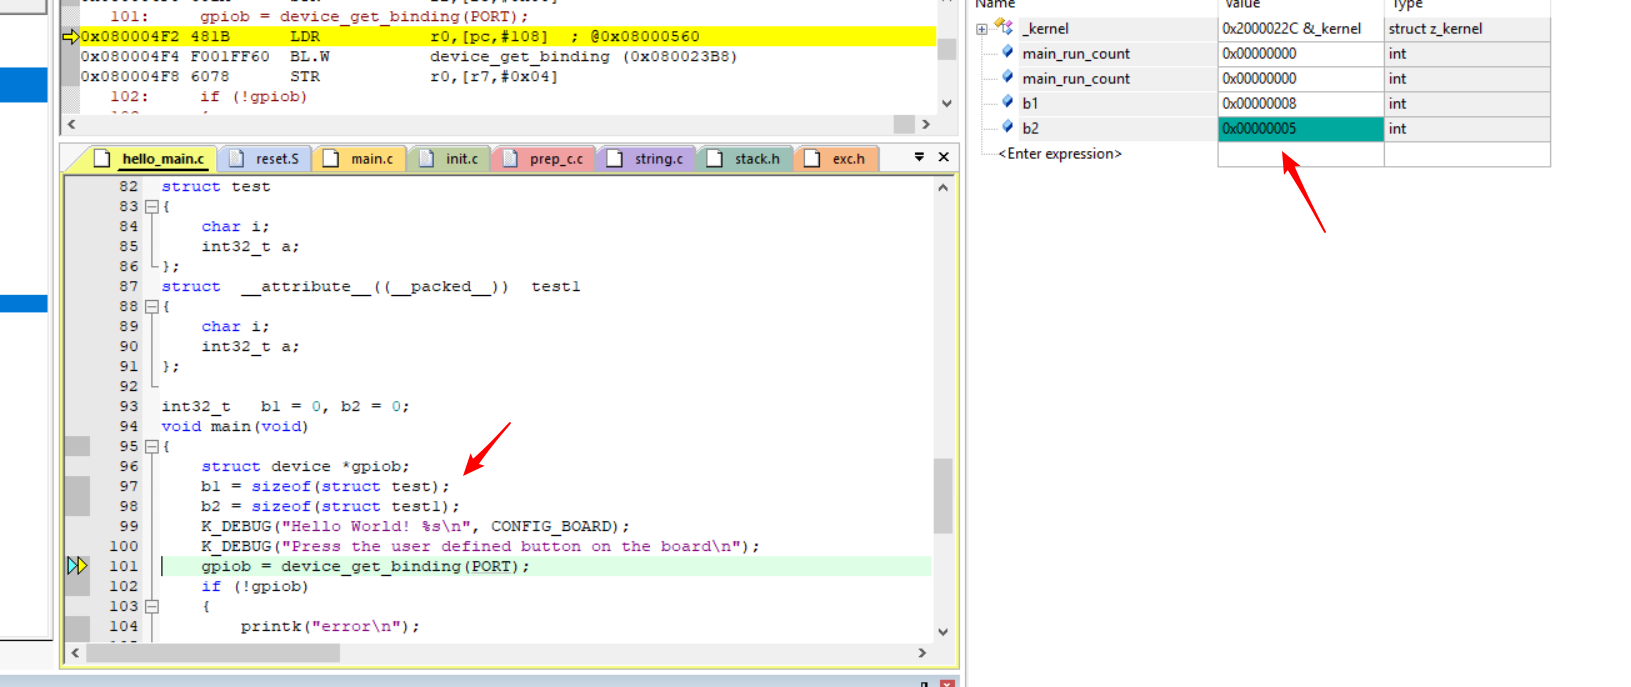 101: gpiob = device_get_binding(PORT);
0x080004F2 481B LDR r0,[pc,#108] ; @0x08000560
0x080004F4 F001FF60 BL.W device_get_binding (0x080023B8)
0x080004F8 6078 STR r0,[r7,#0x04]
102: if (!gpiob)
hello_main.c reset.S main.c init.c prep_c.c string.c stack.h exc.h
82 struct test
83 {
84 char i;
85 int32_t a;
86 };
87 struct __attribute__((__packed__)) test1
88 {
89 char i;
90 int32_t a;
91 };
92
93 int32_t b1 = 0, b2 = 0;
94 void main(void)
95 {
96 struct device *gpiob;
97 b1 = sizeof(struct test);
98 b2 = sizeof(struct test1);
99 K_DEBUG("Hello World! %s\n", CONFIG_BOARD);
100 K_DEBUG("Press the user defined button on the board\n");
101 gpiob = device_get_binding(PORT);
102 if (!gpiob)
103 {
104 printk("error\n");
Name Value Type
_kernel 0x2000022C &_kernel struct z_kernel
main_run_count 0x00000000 int
main_run_count 0x00000000 int
b1 0x00000008 int
b2 0x00000005 int
<Enter expression>